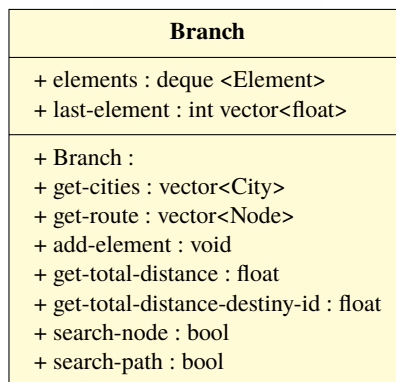 Branch
+ elements : deque <Element>
+ last-element : int vector<float>
+ Branch :
+ get-cities : vector<City>
+ get-route : vector<Node>
+ add-element : void
+ get-total-distance : float
+ get-total-distance-destiny-id : float
+ search-node : bool
+ search-path : bool